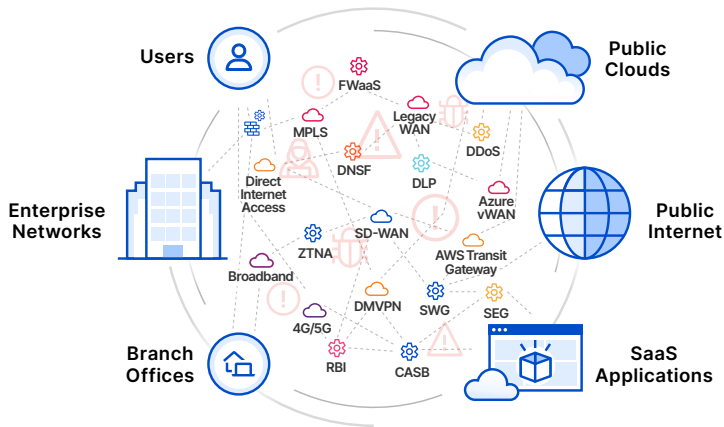 Users
Public
Clouds
FWaaS
MPLS
Legacy
WAN
DDoS
DNSF
DLP
Direct
Internet
Access
Azure
vWAN
Enterprise
Networks
Public
Internet
SD-WAN
ZTNA
AWS Transit
Gateway
Broadband
DMVPN
SWG
SEG
4G/5G
RBI
CASB
Branch
Offices
SaaS
Applications